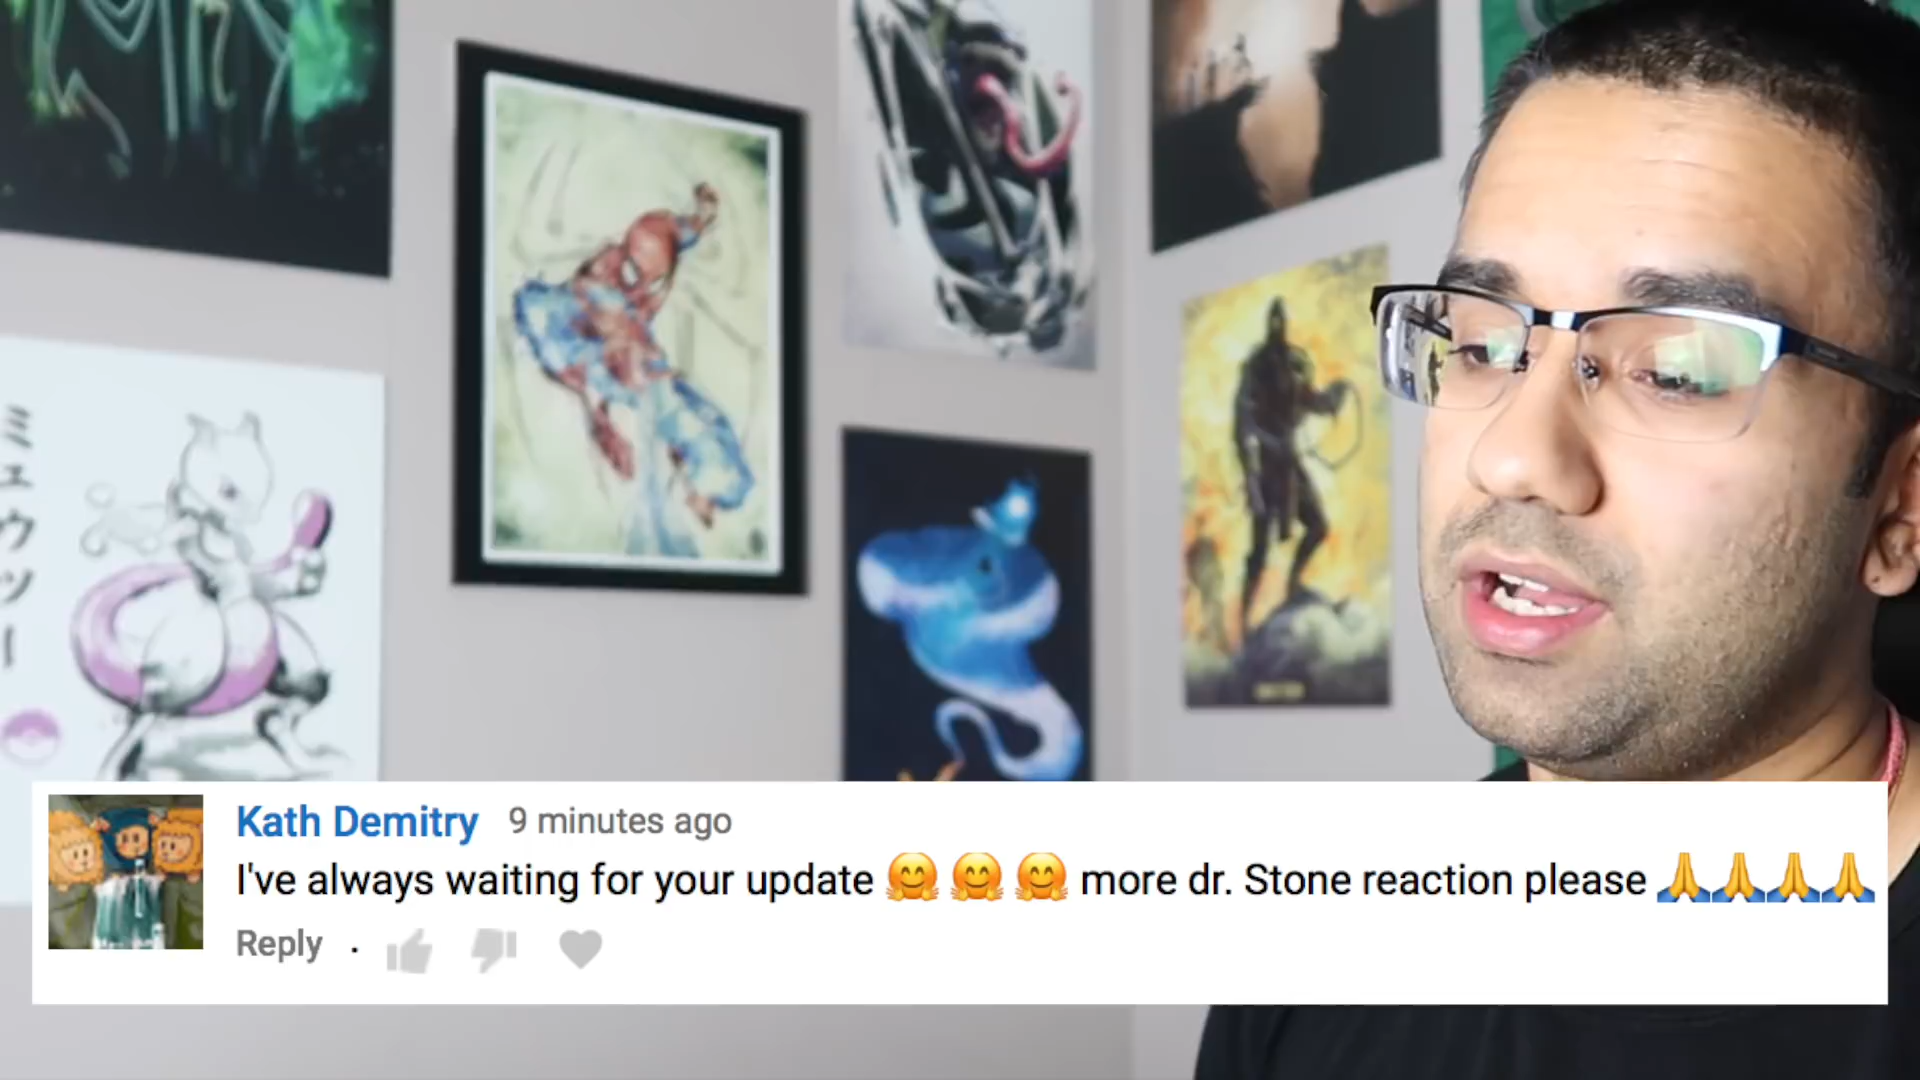 ミュウツー
Kath Demitry 9 minutes ago
I've always waiting for your update 🤗 🤗 🤗 more dr. Stone reaction please 🙏🙏🙏🙏
Reply .